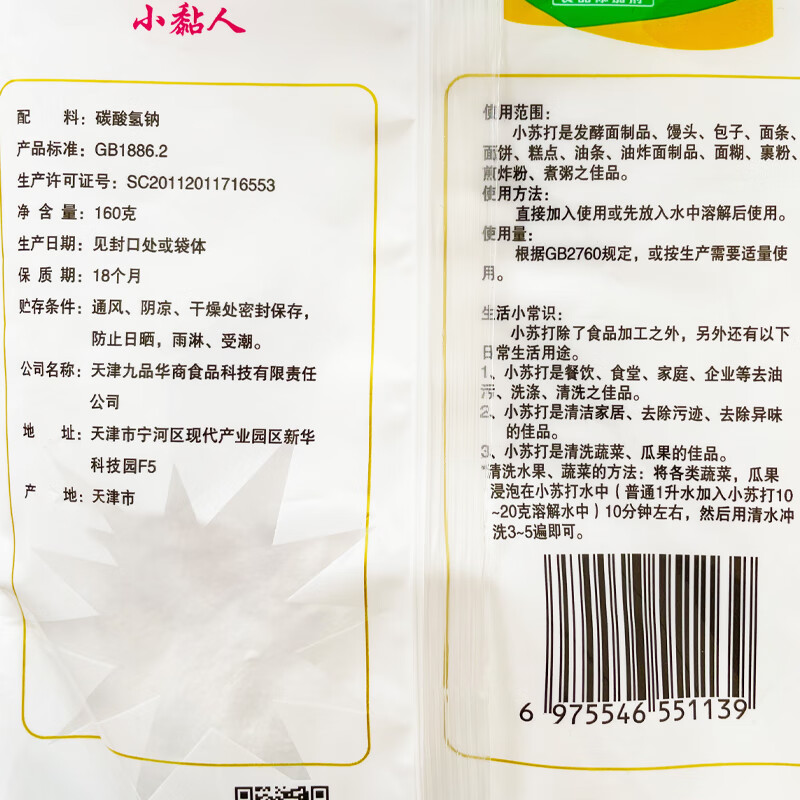 小黏人
配 料：碳酸氢钠
产品标准：GB1886.2
生产许可证号：SC20112011716553
净 含 量：160克
生产日期：见封口处或袋体
保 质 期：18个月
贮存条件：通风、阴凉、干燥处密封保存，
防止日晒，雨淋、受潮。
公司名称：天津九品华商食品科技有限责任
公司
地 址：天津市宁河区现代产业园区新华
科技园F5
产 地：天津市
使用范围：
小苏打是发酵面制品、馒头、包子、面条、
面饼、糕点、油条、油炸面制品、面糊、裹粉、
煎炸粉、煮粥之佳品。
使用方法：
直接加入使用或先放入水中溶解后使用。
使用量：
根据GB2760规定，或按生产需要适量使
用。
生活小常识：
小苏打除了食品加工之外，另外还有以下
日常生活用途。
1、小苏打是餐饮、食堂、家庭、企业等去油
污、洗涤、清洗之佳品。
2、小苏打是清洁家居、去除污迹、去除异味
的佳品。
3、小苏打是清洗蔬菜、瓜果的佳品。
*清洗水果、蔬菜的方法：将各类蔬菜，瓜果
浸泡在小苏打水中（普通1升水加入小苏打10
~20克溶解水中）10分钟左右，然后用清水冲
洗3~5遍即可。
6 975546 551139